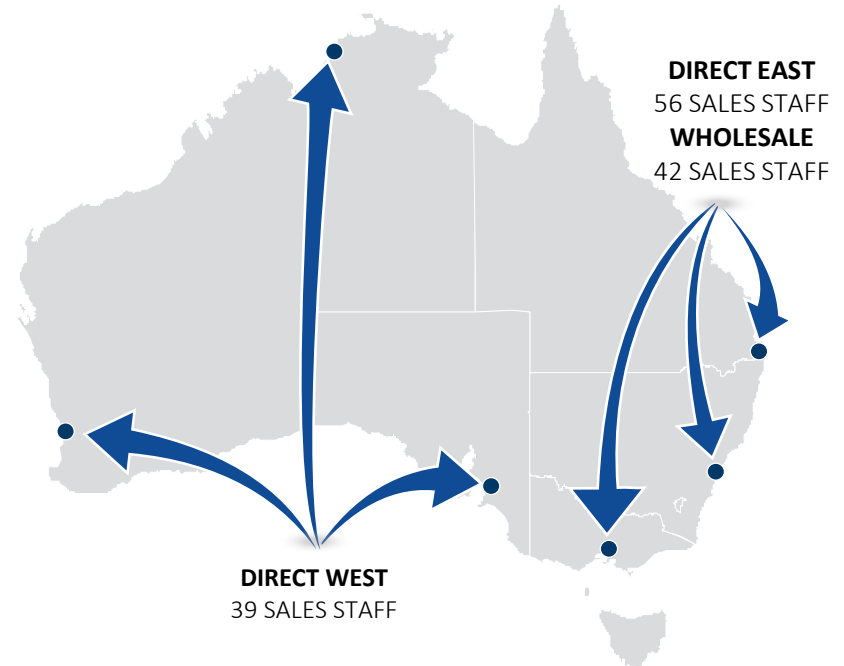 DIRECT EAST
56 SALES STAFF
WHOLESALE
42 SALES STAFF
DIRECT WEST
39 SALES STAFF